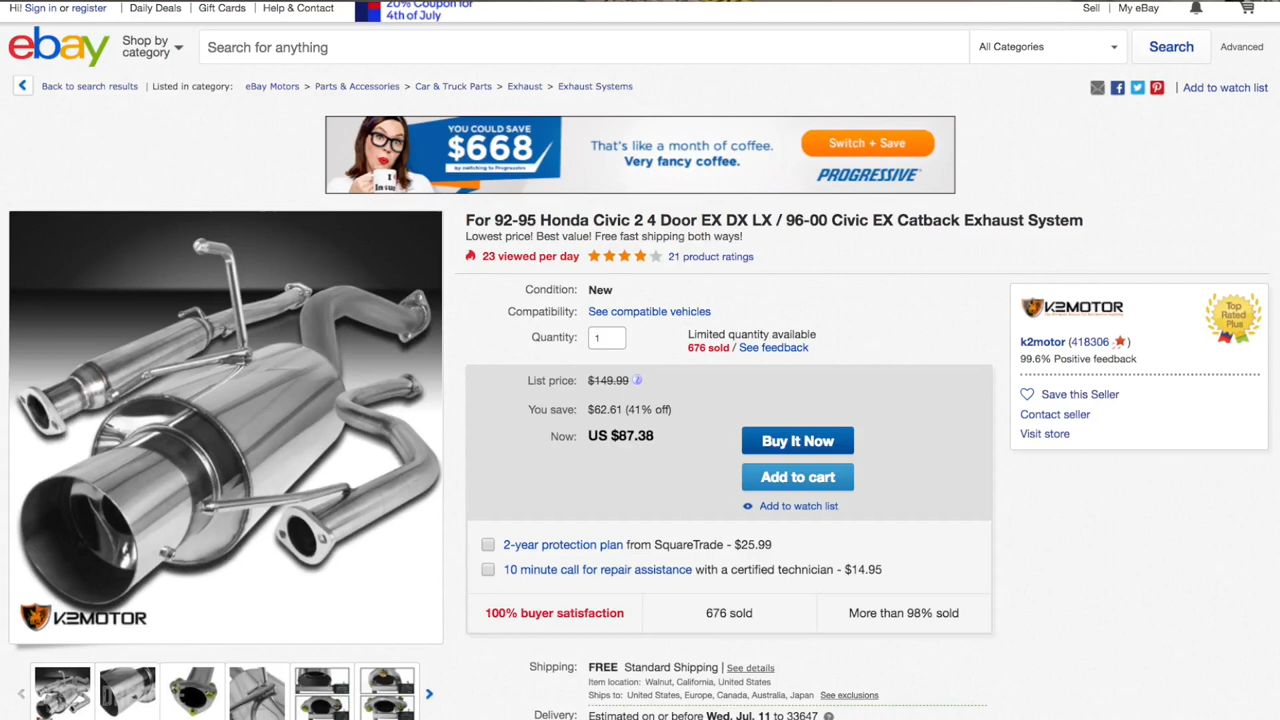 Hi! Sign in or register | Daily Deals | Gift Cards | Help & Contact
20% Coupon for
4th of July
Sell | My eBay
ebay
Shop by
category
Search for anything
All Categories
Search
Advanced
Back to search results | Listed in category: eBay Motors > Parts & Accessories > Car & Truck Parts > Exhaust > Exhaust Systems
| Add to watch list
YOU COULD SAVE
$668
by switching to Progressive
That's like a month of coffee.
Very fancy coffee.
Switch + Save
PROGRESSIVE
For 92-95 Honda Civic 2 4 Door EX DX LX / 96-00 Civic EX Catback Exhaust System
Lowest price! Best value! Free fast shipping both ways!
23 viewed per day
21 product ratings
Condition: New
Compatibility: See compatible vehicles
Quantity: 1
Limited quantity available
676 sold / See feedback
List price: $149.99
You save: $62.61 (41% off)
Now: US $87.38
Buy It Now
Add to cart
Add to watch list
2-year protection plan from SquareTrade - $25.99
10 minute call for repair assistance with a certified technician - $14.95
100% buyer satisfaction
676 sold
More than 98% sold
Shipping: FREE Standard Shipping | See details
Item location: Walnut, California, United States
Ships to: United States, Europe, Canada, Australia, Japan See exclusions
Delivery: Estimated on or before Wed. Jul. 11 to 33647
K2MOTOR
Top
Rated
Plus
k2motor (418306)
99.6% Positive feedback
Save this Seller
Contact seller
Visit store
K2MOTOR